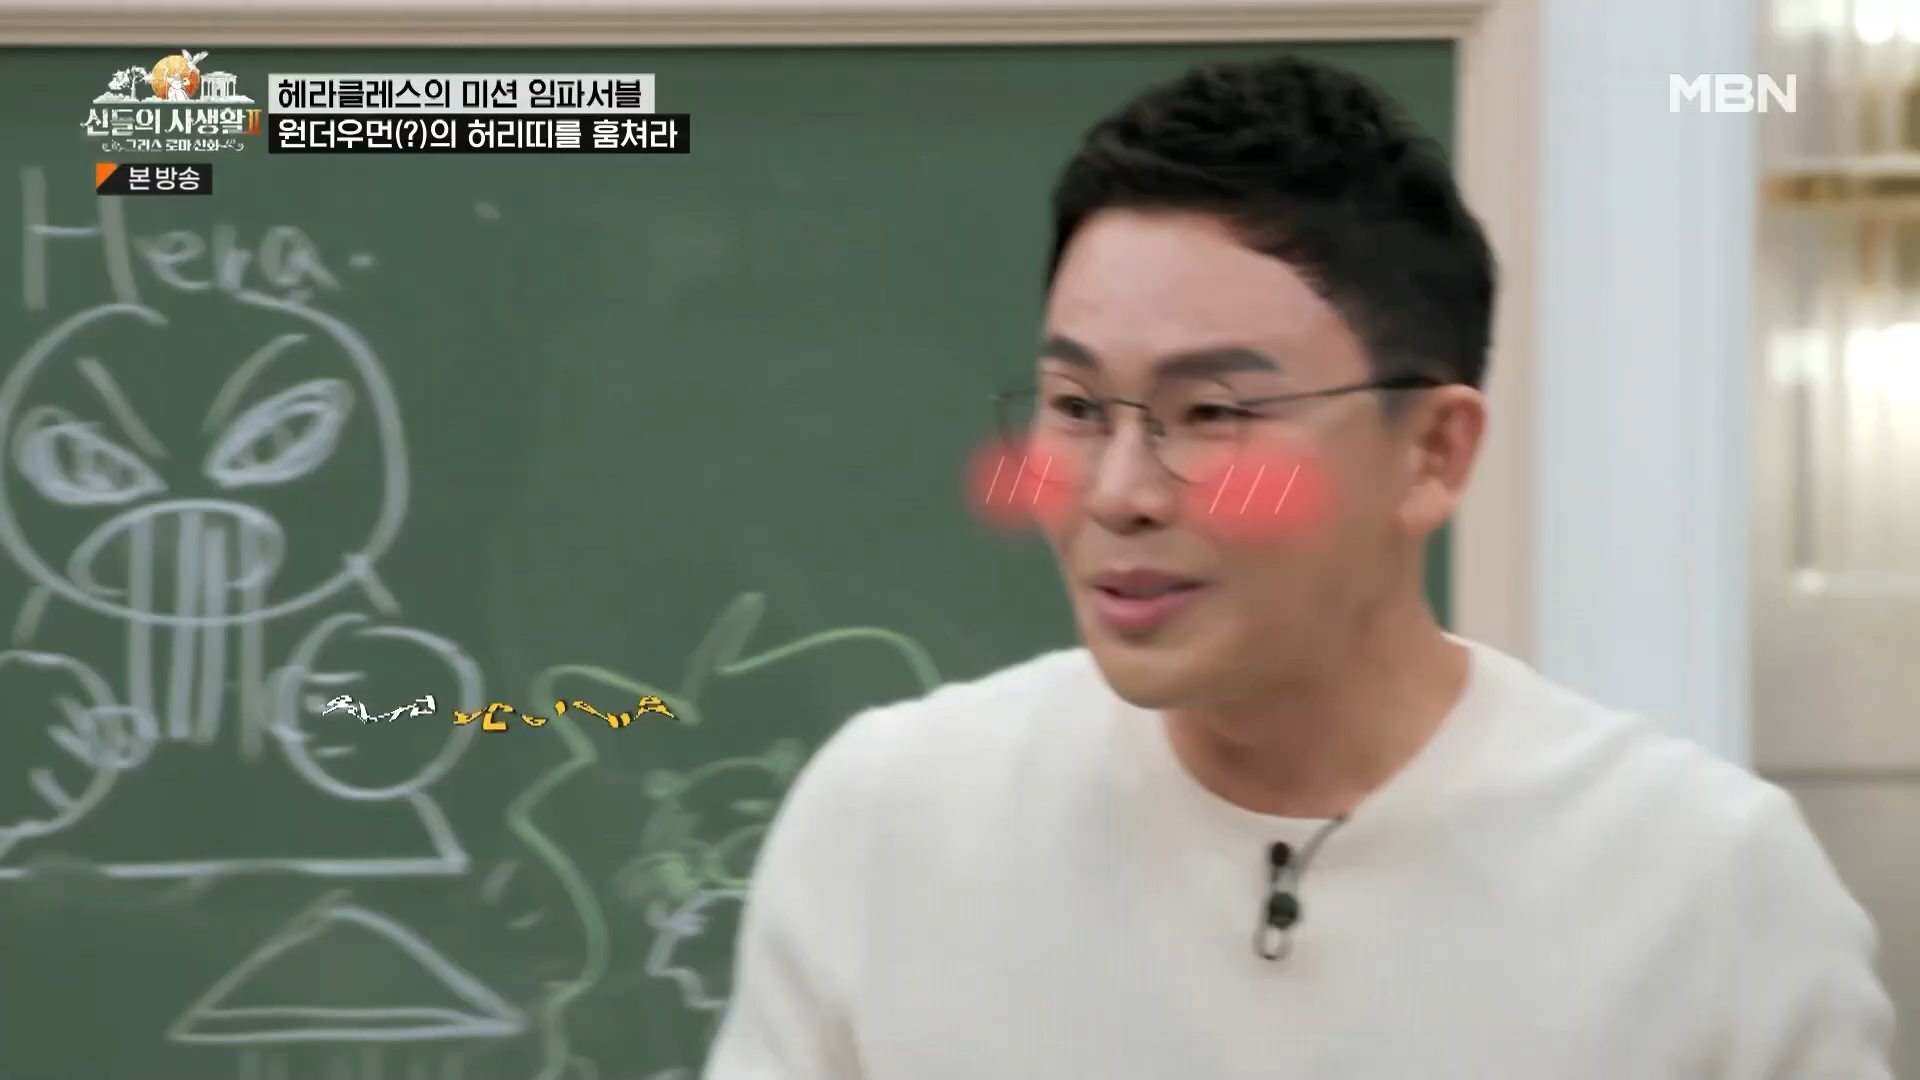 헤라클레스의 미션 임파서블
원더우먼(?)의 허리띠를 훔쳐라
MBN
신들의 사생활 II
그리스 로마 신화
본 방송
Hera.